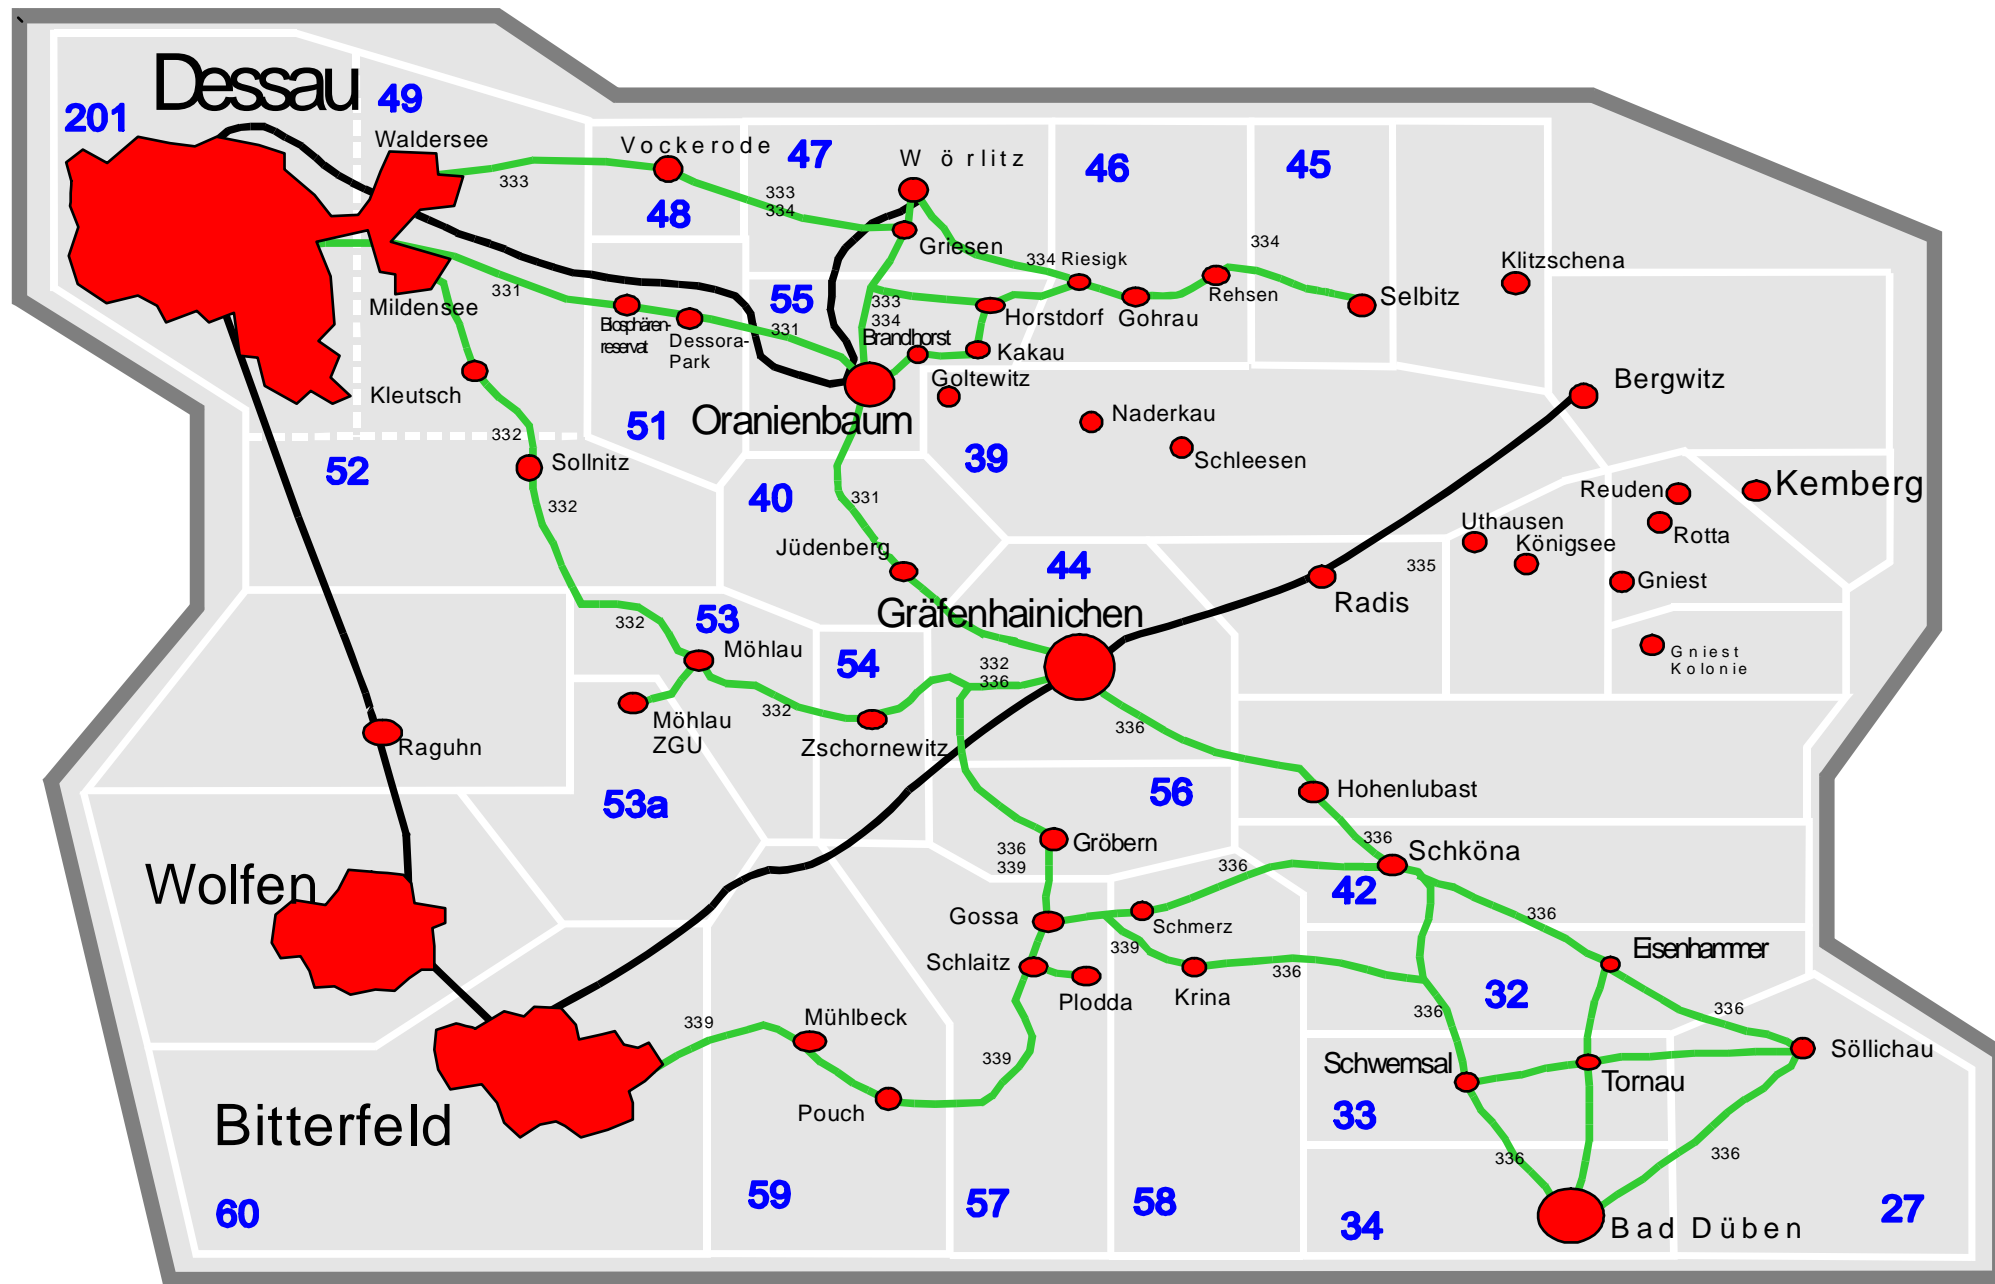 Dessau
49
201
Waldersee
Vockerode
47
Wörlitz
46
45
333
333
334
48
Griesen
334
Riesigk
334
Klitzschena
Mildensee
331
55
Rehsen
Selbitz
Biosphären-
reservat
Dessora-
Park
331
333
334
Brandhorst
Horstdorf
Gohrau
Kakau
Kleutsch
Goltewitz
Bergwitz
51
Oranienbaum
Naderkau
332
52
Sollnitz
39
Schleesen
332
40
331
Reuden
Kemberg
Uthausen
Königsee
Rotta
Jüdenberg
44
335
Gniest
Gräfenhainichen
Radis
332
53
Möhlau
54
332
336
Gniest
Kolonie
Möhlau
ZGU
332
Zschornewitz
336
Raguhn
53a
56
Hohenlubast
336
339
Gröbern
336
Schköna
Wolfen
336
42
Gossa
Schmerz
336
339
Eisenhammer
Schlaitz
Plodda
Krina
336
32
336
336
339
Mühlbeck
339
Schwemsal
Tornau
Söllichau
Bitterfeld
Pouch
33
336
336
60
59
57
58
34
Bad Düben
27